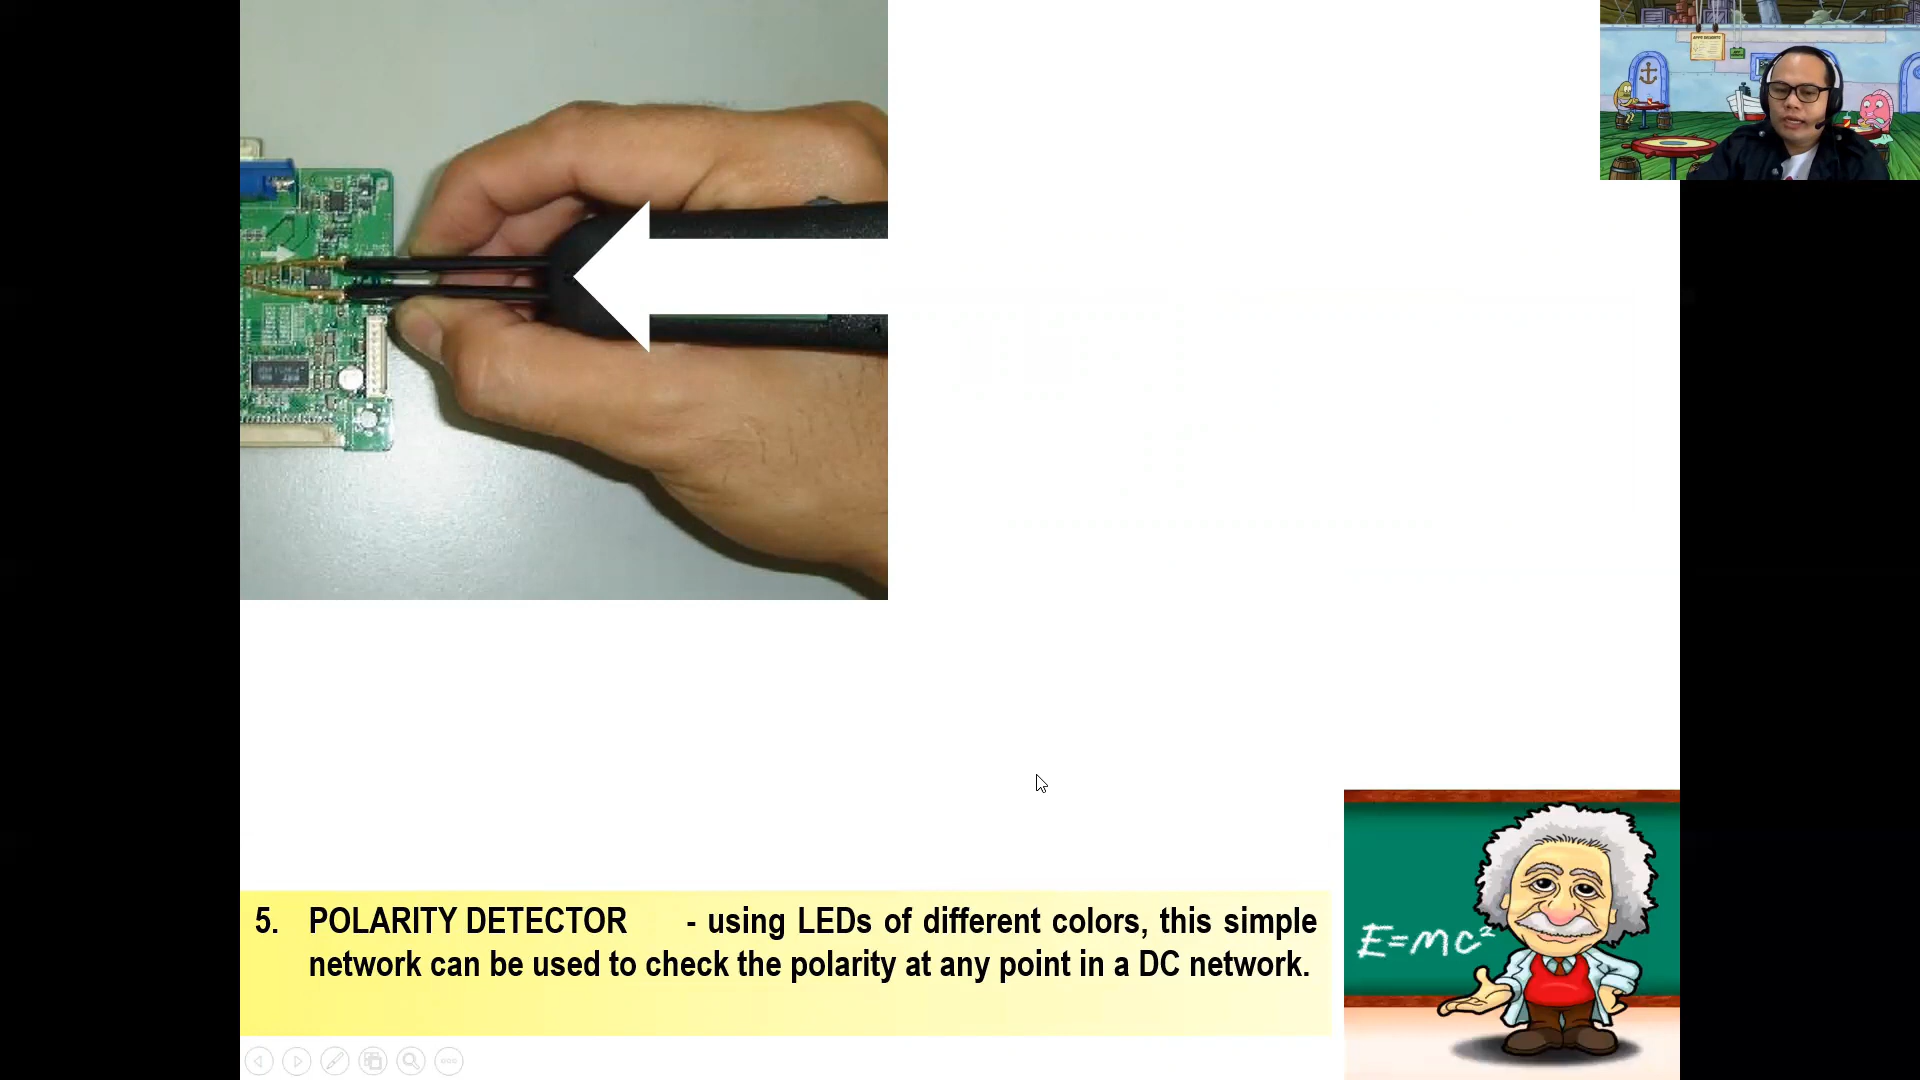 5. POLARITY DETECTOR - using LEDs of different colors, this simple
network can be used to check the polarity at any point in a DC network.
E=mc²